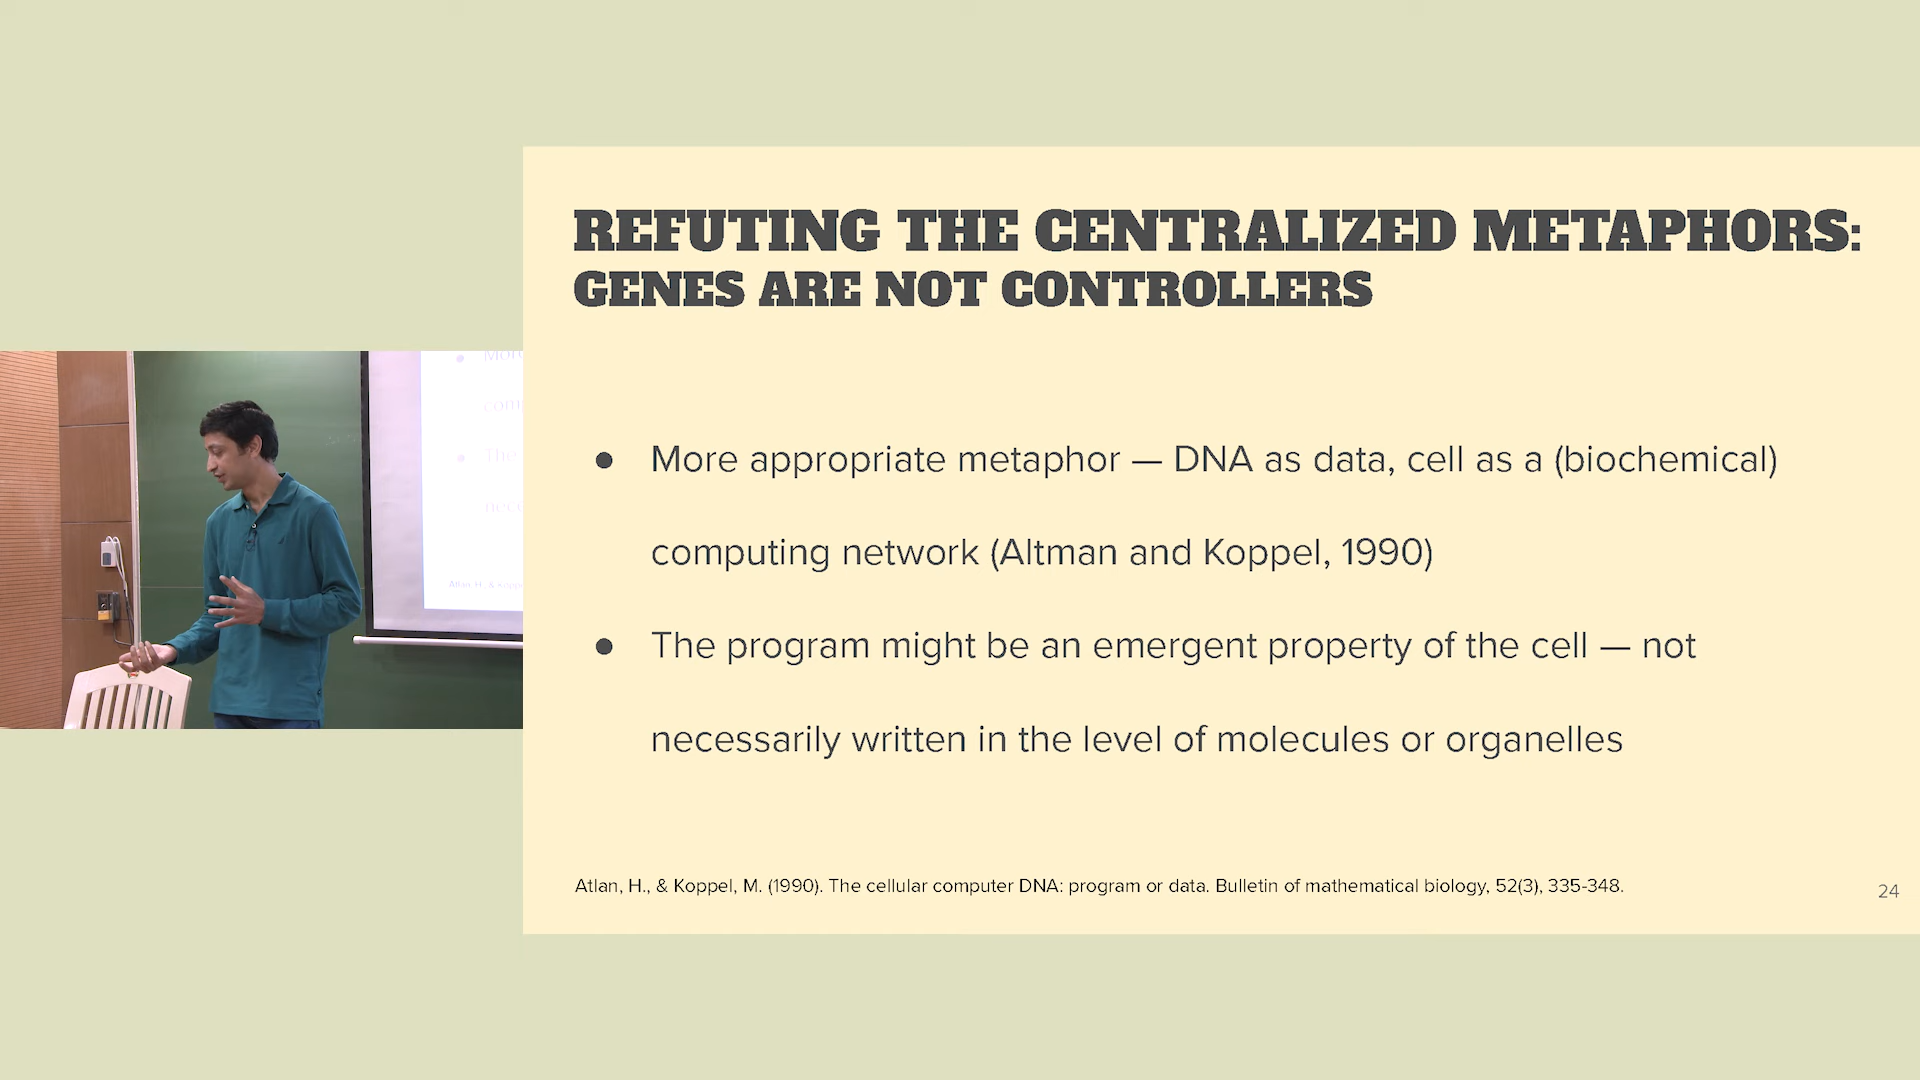 REFUTING THE CENTRALIZED METAPHORS:
GENES ARE NOT CONTROLLERS
● More appropriate metaphor — DNA as data, cell as a (biochemical)
computing network (Altman and Koppel, 1990)
● The program might be an emergent property of the cell — not
necessarily written in the level of molecules or organelles
Atlan, H., & Koppel, M. (1990). The cellular computer DNA: program or data. Bulletin of mathematical biology, 52(3), 335-348.
24